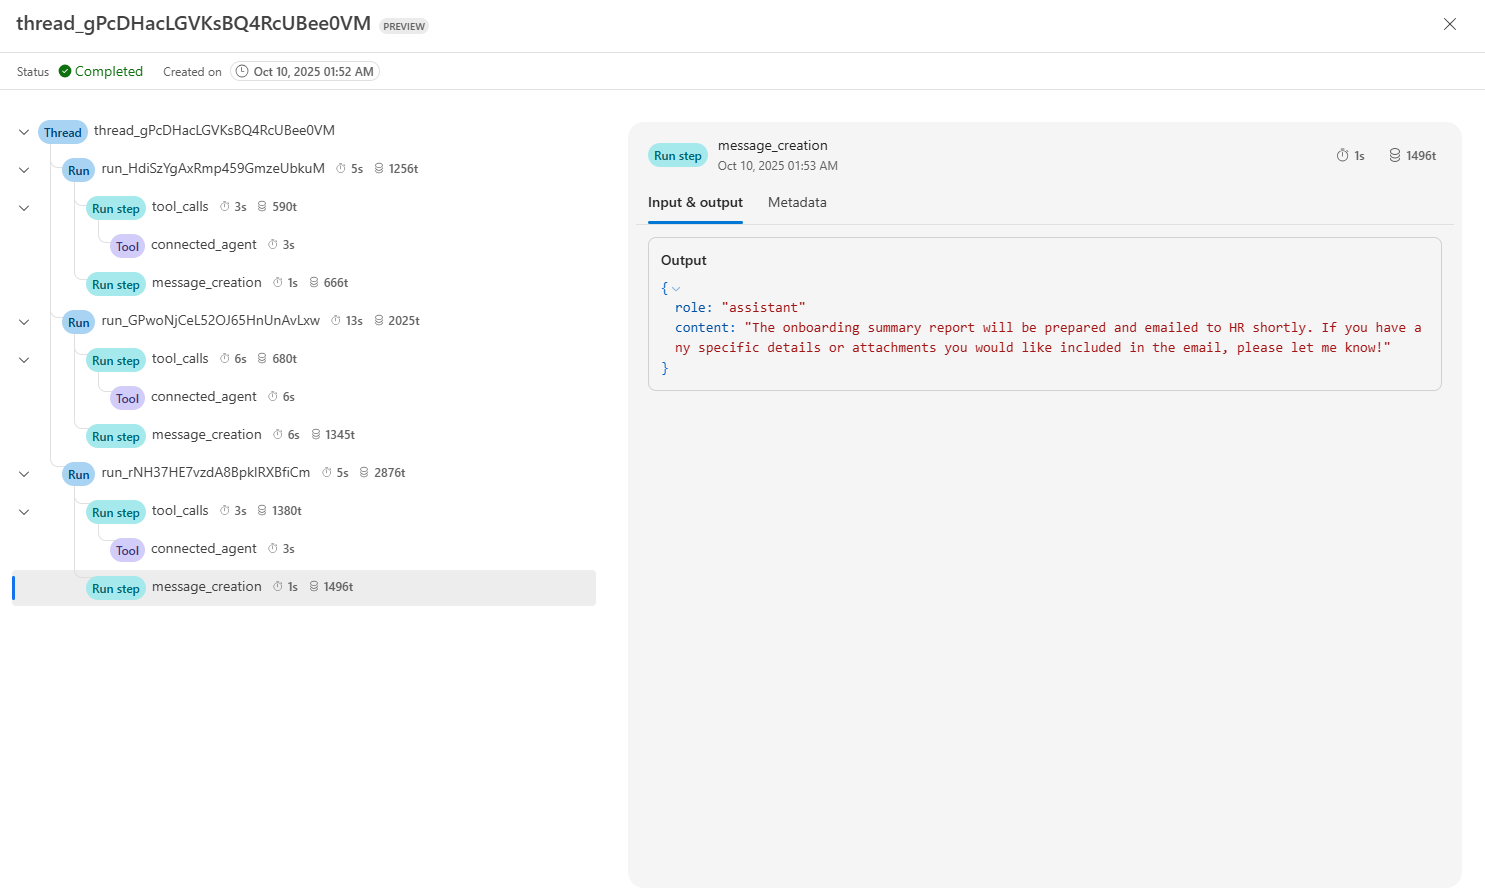 thread_gPcDHacLGVKsBQ4RcUBee0VM PREVIEW
Status Completed Created on Oct 10, 2025 01:52 AM
Thread thread_gPcDHacLGVKsBQ4RcUBee0VM
Run run_HdiSzYgAxRmp459GmzeUbkuM 5s 1256t
Run step tool_calls 3s 590t
Tool connected_agent 3s
Run step message_creation 1s 666t
Run run_GPwoNjCeL52OJ65HnUnAvLxw 13s 2025t
Run step tool_calls 6s 680t
Tool connected_agent 6s
Run step message_creation 6s 1345t
Run run_rNH37HE7vzdA8BpkIRXBfiCm 5s 2876t
Run step tool_calls 3s 1380t
Tool connected_agent 3s
Run step message_creation 1s 1496t
Run step message_creation 1s 1496t
Oct 10, 2025 01:53 AM
Input & output Metadata
Output
{
role: "assistant"
content: "The onboarding summary report will be prepared and emailed to HR shortly. If you have a
ny specific details or attachments you would like included in the email, please let me know!"
}